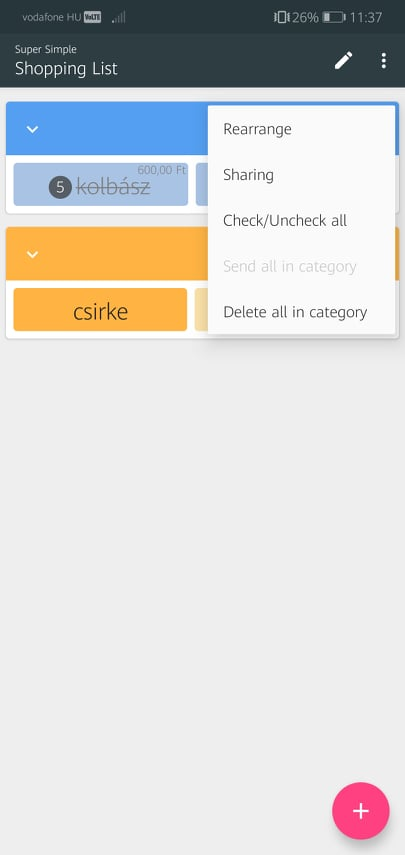 vodafone HU VoLTE 26% 11:37
Super Simple
Shopping List
Rearrange
600,00 Ft
5 kolbász
Sharing
Check/Uncheck all
Send all in category
csirke
Delete all in category
+